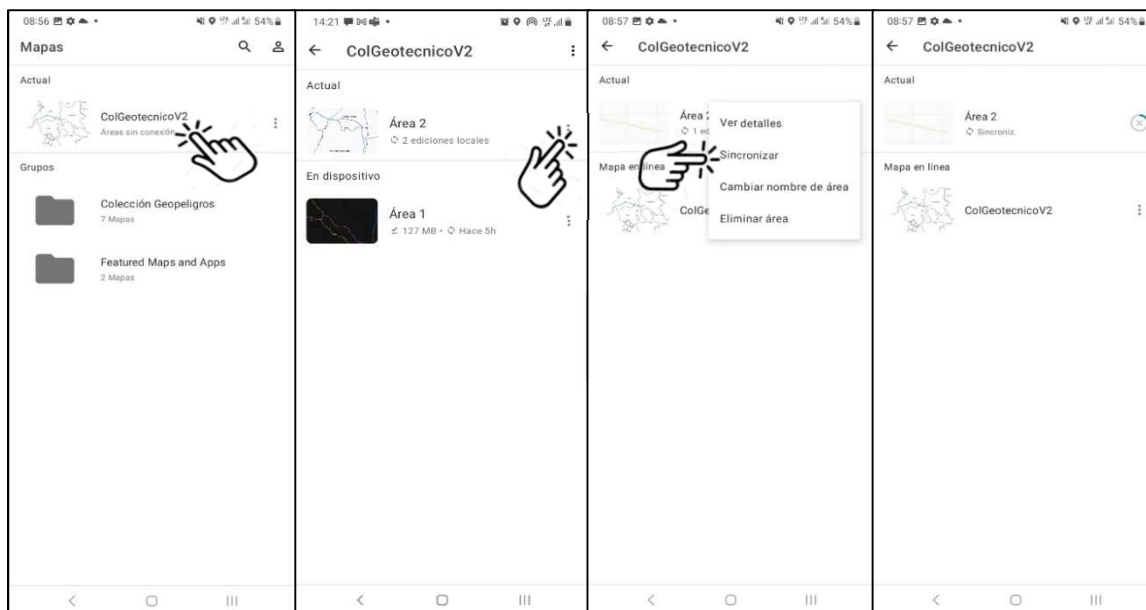 08:56
54%
Mapas
Actual
ColGeotecnicoV2
Áreas sin conexión
Grupos
Colección Geopeligros
7 Mapas
Featured Maps and Apps
2 Mapas
14:21
ColGeotecnicoV2
Actual
Área 2
2 ediciones locales
En dispositivo
Área 1
127 MB • Hace 5h
08:57
54%
ColGeotecnicoV2
Actual
Área 2
1 ed
Ver detalles
Sincronizar
Cambiar nombre de área
Eliminar área
Mapa en línea
ColGe
08:57
54%
ColGeotecnicoV2
Actual
Área 2
Sincroniz.
Mapa en línea
ColGeotecnicoV2